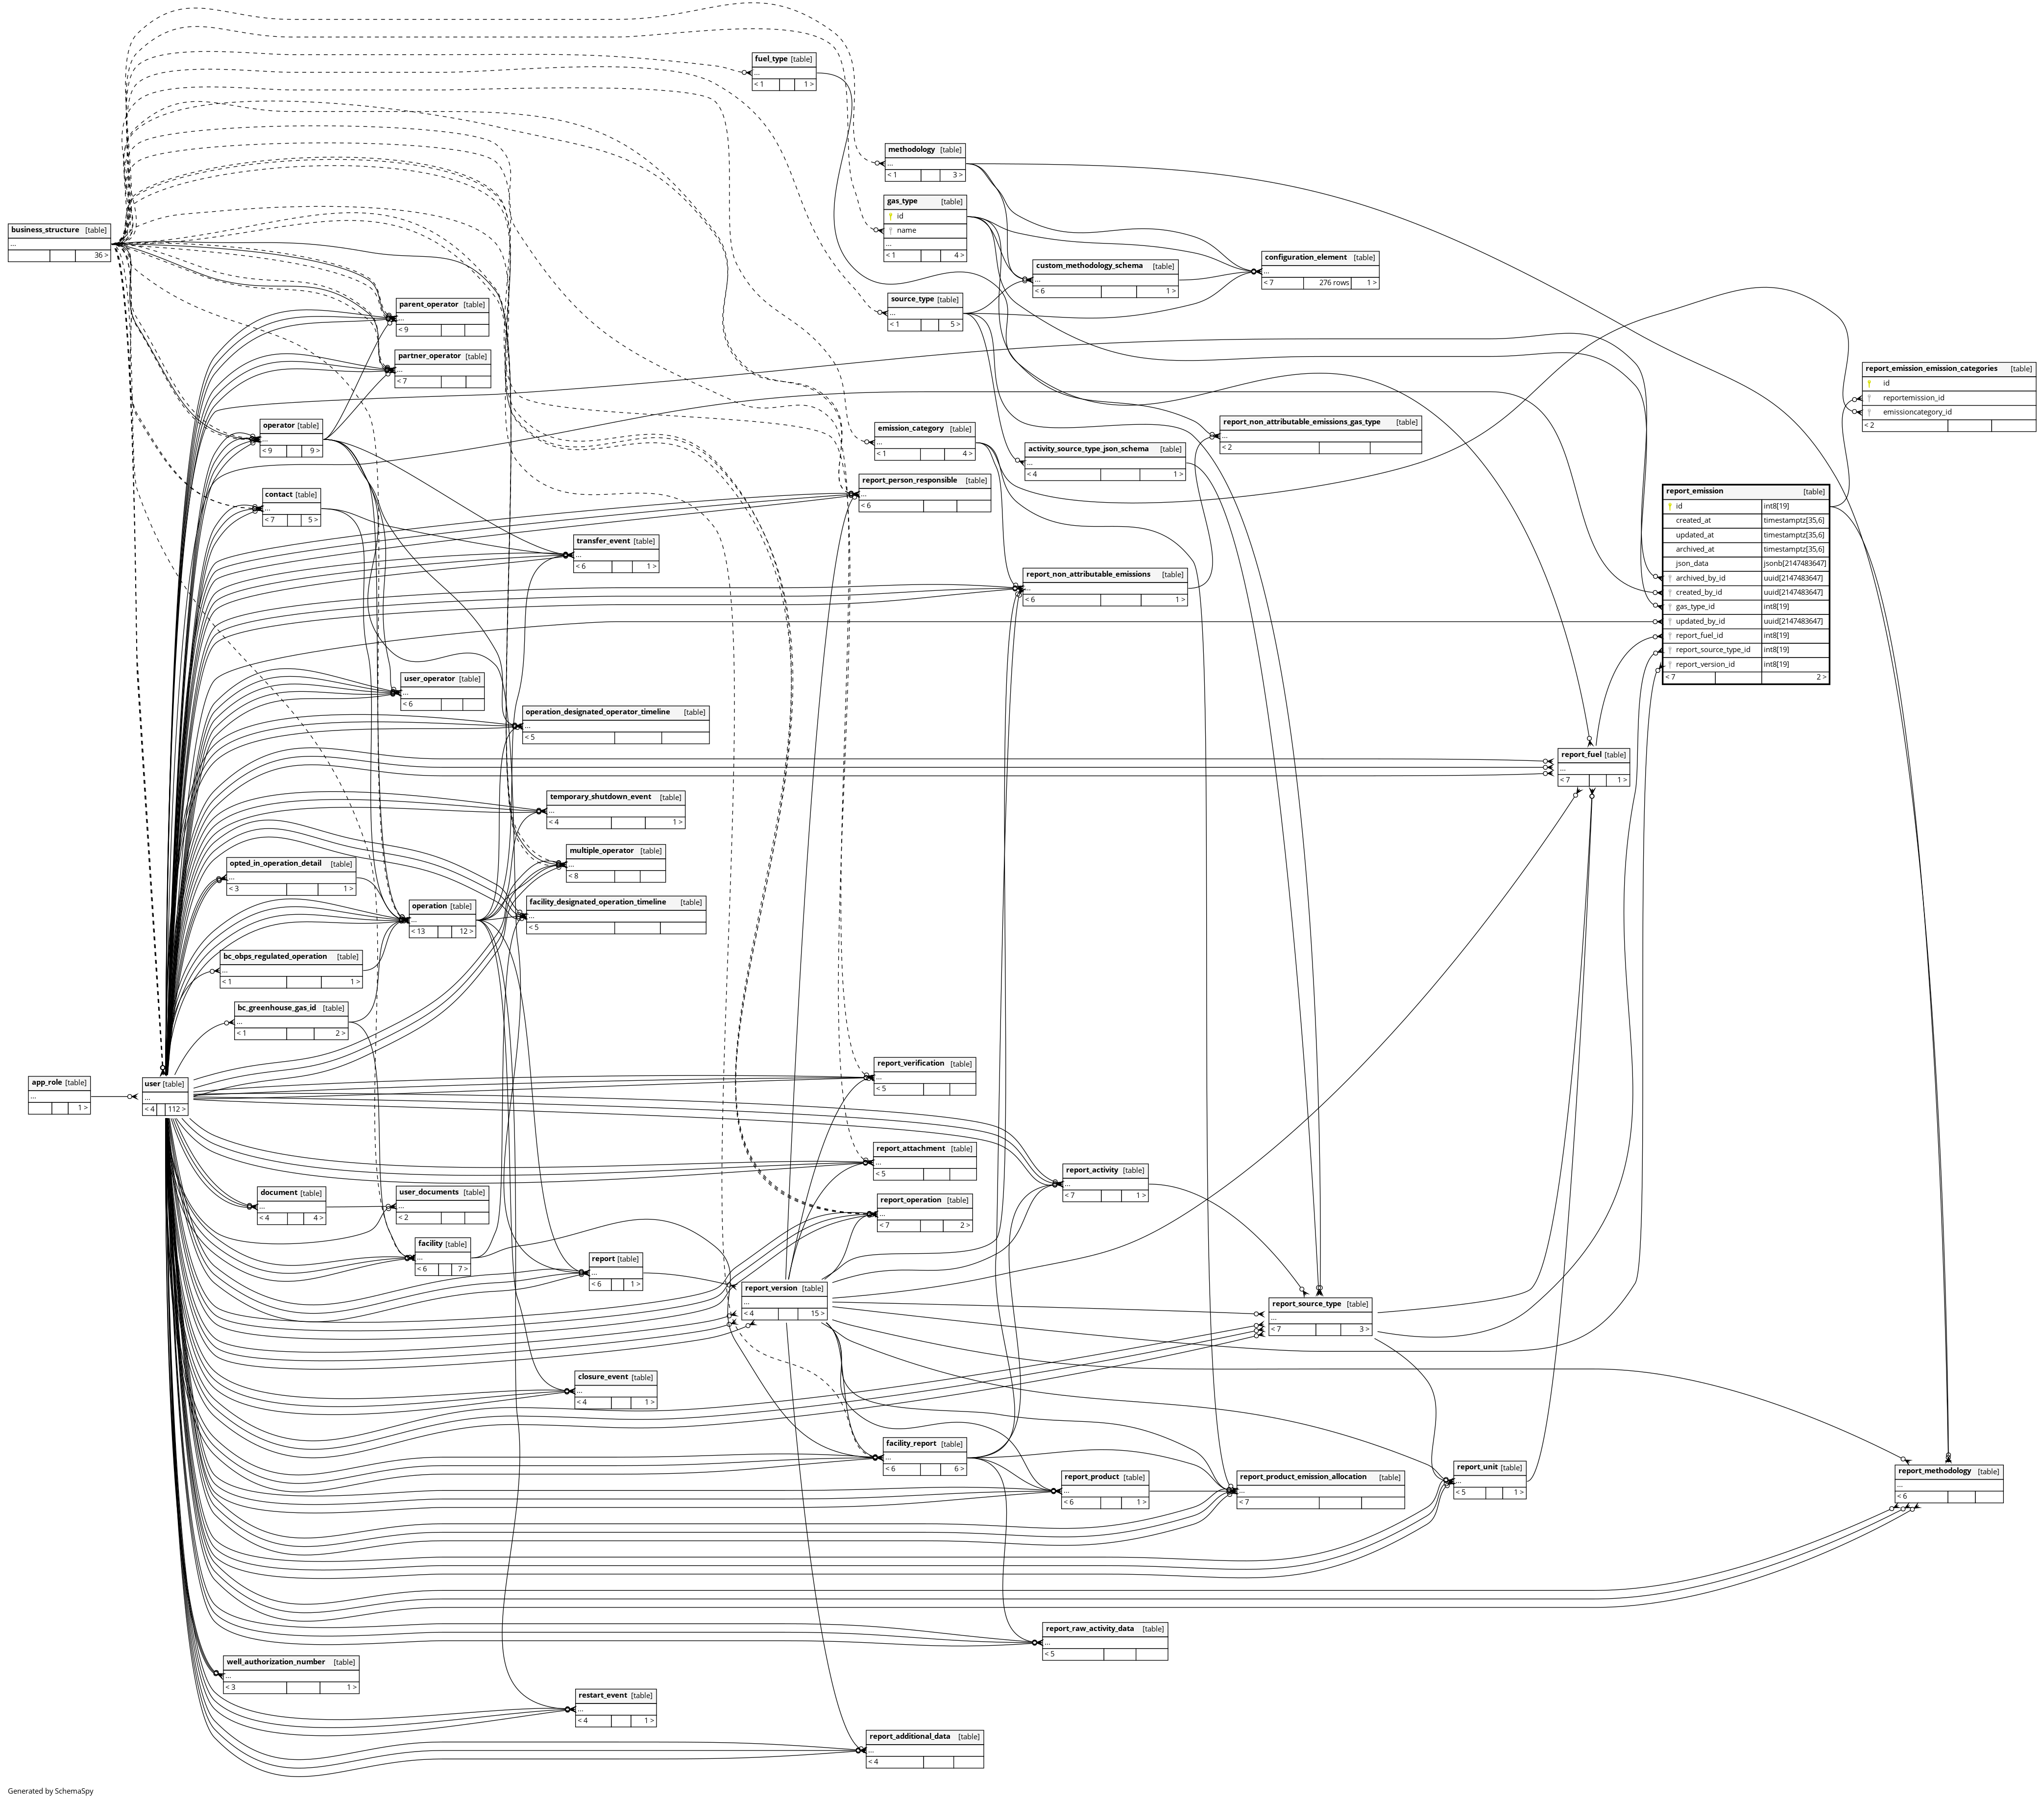 fuel_type [table]
...
< 1 1 >
methodology [table]
...
< 1 3 >
gas_type [table]
id
name
...
< 1 4 >
business_structure [table]
...
36 >
custom_methodology_schema [table]
...
< 6 1 >
configuration_element [table]
...
< 7 276 rows 1 >
source_type [table]
...
< 1 5 >
parent_operator [table]
...
< 9
partner_operator [table]
...
< 7
report_emission_emission_categories [table]
id
reportemission_id
emissioncategory_id
< 2
operator [table]
...
< 9 9 >
emission_category [table]
...
< 1 4 >
report_non_attributable_emissions_gas_type [table]
...
< 2
activity_source_type_json_schema [table]
...
< 4 1 >
report_person_responsible [table]
...
< 6
contact [table]
...
< 7 5 >
report_emission [table]
id int8[19]
created_at timestamptz[35,6]
updated_at timestamptz[35,6]
archived_at timestamptz[35,6]
json_data jsonb[2147483647]
archived_by_id uuid[2147483647]
created_by_id uuid[2147483647]
gas_type_id int8[19]
updated_by_id uuid[2147483647]
report_fuel_id int8[19]
report_source_type_id int8[19]
report_version_id int8[19]
< 7 2 >
transfer_event [table]
...
< 6 1 >
report_non_attributable_emissions [table]
...
< 6 1 >
user_operator [table]
...
< 6
operation_designated_operator_timeline [table]
...
< 5
report_fuel [table]
...
< 7 1 >
temporary_shutdown_event [table]
...
< 4 1 >
multiple_operator [table]
...
< 8
opted_in_operation_detail [table]
...
< 3 1 >
operation [table]
...
< 13 12 >
facility_designated_operation_timeline [table]
...
< 5
bc_obps_regulated_operation [table]
...
< 1 1 >
bc_greenhouse_gas_id [table]
...
< 1 2 >
app_role [table]
...
1 >
user [table]
...
< 4 112 >
report_verification [table]
...
< 5
report_attachment [table]
...
< 5
report_activity [table]
...
< 7 1 >
document [table]
...
< 4 4 >
user_documents [table]
...
< 2
report_operation [table]
...
< 7 2 >
facility [table]
...
< 6 7 >
report [table]
...
< 6 1 >
report_version [table]
...
< 4 15 >
report_source_type [table]
...
< 7 3 >
closure_event [table]
...
< 4 1 >
facility_report [table]
...
< 6 6 >
report_product [table]
...
< 6 1 >
report_product_emission_allocation [table]
...
< 7
report_unit [table]
...
< 5 1 >
report_methodology [table]
...
< 6
report_raw_activity_data [table]
...
< 5
well_authorization_number [table]
...
< 3 1 >
restart_event [table]
...
< 4 1 >
report_additional_data [table]
...
< 4
Generated by SchemaSpy